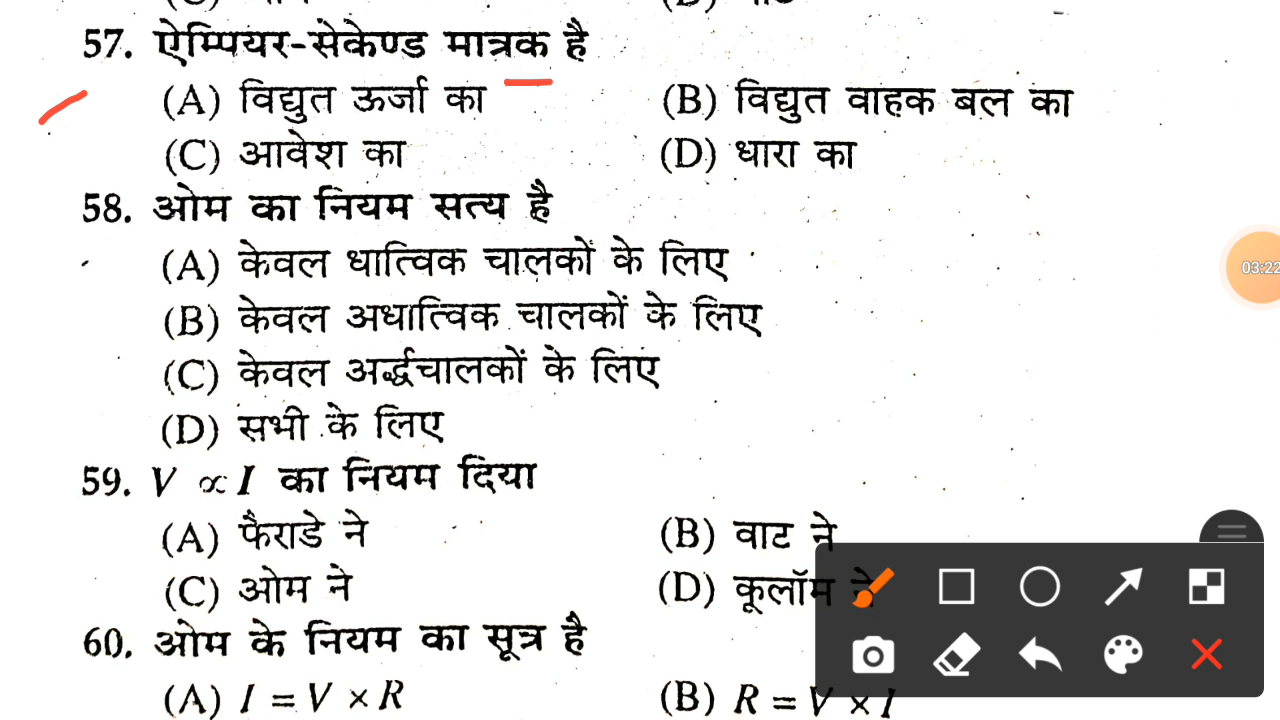 57. ऐम्पियर-सेकेण्ड मात्रक है
(A) विद्युत ऊर्जा का (B) विद्युत वाहक बल का
(C) आवेश का (D) धारा का
58. ओम का नियम सत्य है
(A) केवल धात्विक चालकों के लिए
(B) केवल अधात्विक चालकों के लिए
(C) केवल अर्द्धचालकों के लिए
(D) सभी के लिए
03:22
59. V ∝ I का नियम दिया
(A) फैराडे ने (B) वाट ने
(C) ओम ने (D) कूलॉम ने
60. ओम के नियम का सूत्र है
(A) I = V × R (B) R = V × I